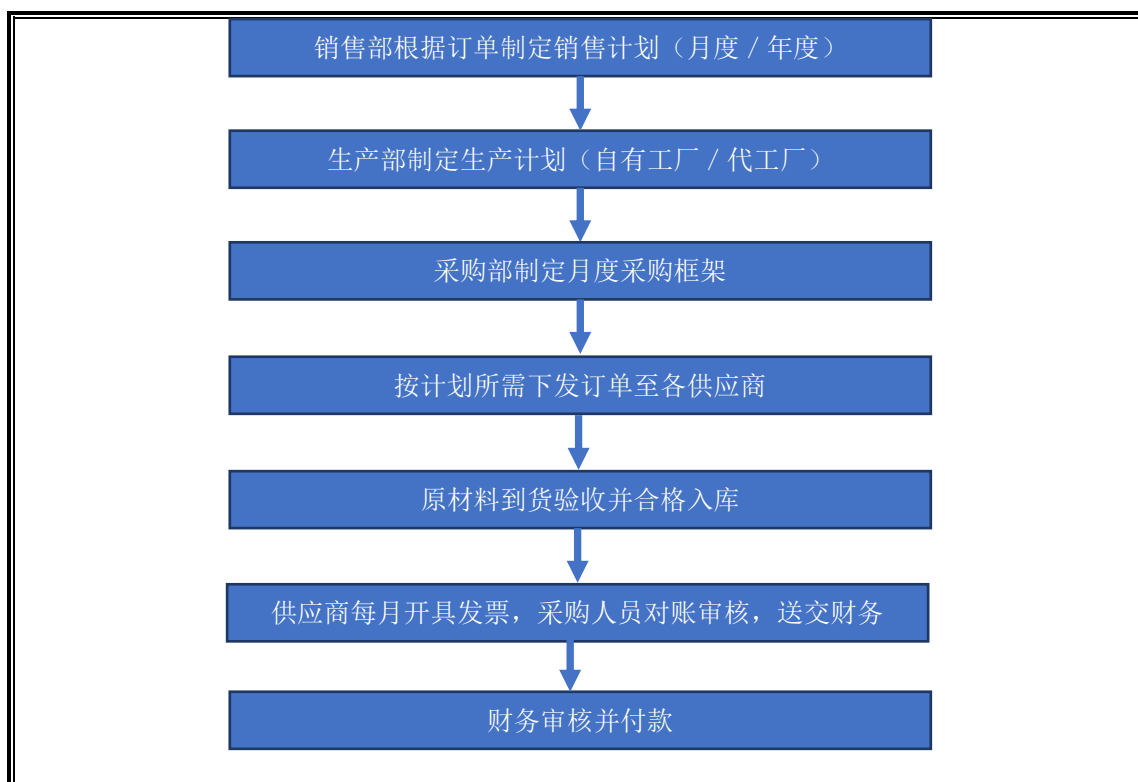 销售部根据订单制定销售计划（月度 / 年度）
生产部制定生产计划（自有工厂 / 代工厂）
采购部制定月度采购框架
按计划所需下发订单至各供应商
原材料到货验收并合格入库
供应商每月开具发票，采购人员对账审核，送交财务
财务审核并付款